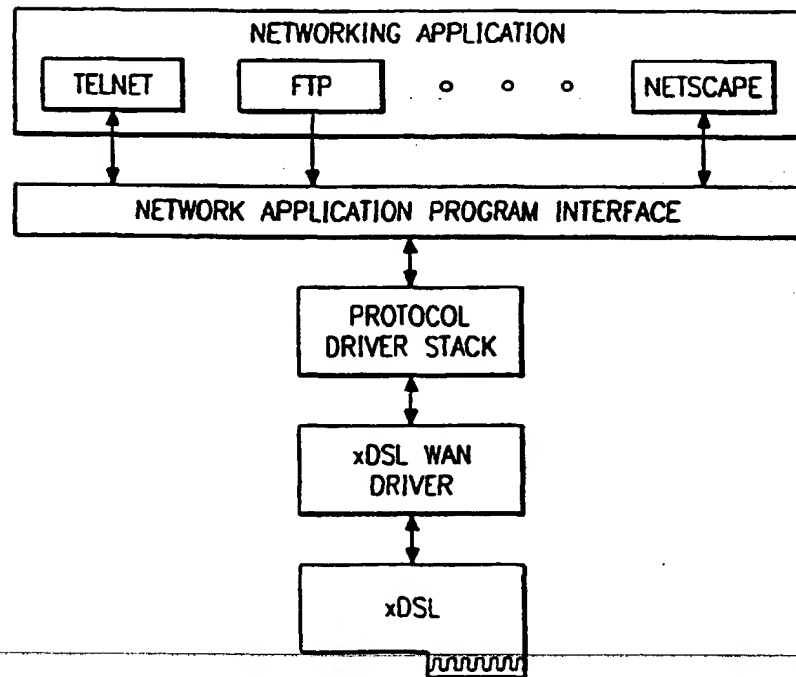 NETWORKING APPLICATION
TELNET
FTP
NETSCAPE
NETWORK APPLICATION PROGRAM INTERFACE
PROTOCOL
DRIVER STACK
xDSL WAN
DRIVER
xDSL